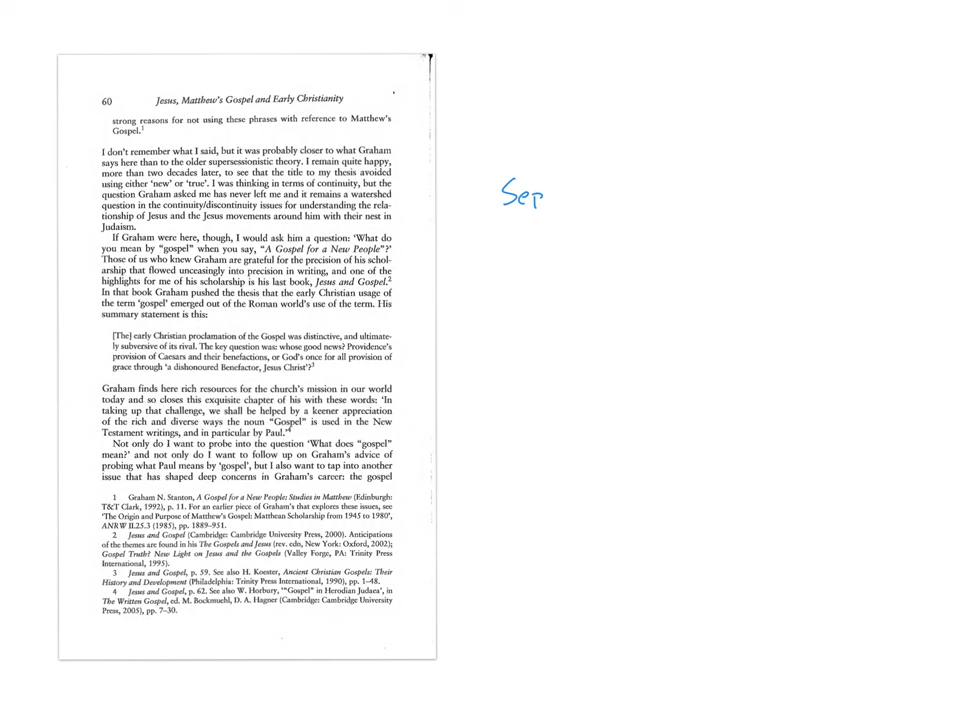 60 Jesus, Matthew's Gospel and Early Christianity
strong reasons for not using these phrases with reference to Matthew's
Gospel.1
I don't remember what I said, but it was probably closer to what Graham
says here than to the older supersessionistic theory. I remain quite happy,
more than two decades later, to see that the title to my thesis avoided
using either 'new' or 'true'. I was thinking in terms of continuity, but the
question Graham asked me has never left me and it remains a watershed
question in the continuity/discontinuity issues for understanding the rela-
tionship of Jesus and the Jesus movements around him with their nest in
Judaism.
If Graham were here, though, I would ask him a question: 'What do
you mean by "gospel" when you say, "A Gospel for a New People"?'
Those of us who knew Graham are grateful for the precision of his schol-
arship that flowed unceasingly into precision in writing, and one of the
highlights for me of his scholarship is his last book, Jesus and Gospel.2
In that book Graham pushed the thesis that the early Christian usage of
the term 'gospel' emerged out of the Roman world's use of the term. His
summary statement is this:
[The] early Christian proclamation of the Gospel was distinctive, and ultimate-
ly subversive of its rival. The key question was: whose good news? Providence's
provision of Caesars and their benefactions, or God's once for all provision of
grace through 'a dishonoured Benefactor, Jesus Christ'?3
Graham finds here rich resources for the church's mission in our world
today and so closes this exquisite chapter of his with these words: 'In
taking up that challenge, we shall be helped by a keener appreciation
of the rich and diverse ways the noun "Gospel" is used in the New
Testament writings, and in particular by Paul.'4
Not only do I want to probe into the question 'What does "gospel"
mean?' and not only do I want to follow up on Graham's advice of
probing what Paul means by 'gospel', but I also want to tap into another
issue that has shaped deep concerns in Graham's career: the gospel
1 Graham N. Stanton, A Gospel for a New People: Studies in Matthew (Edinburgh:
T&T Clark, 1992), p. 11. For an earlier piece of Graham's that explores these issues, see
'The Origin and Purpose of Matthew's Gospel: Matthean Scholarship from 1945 to 1980',
ANRW II.25.3 (1985), pp. 1889–951.
2 Jesus and Gospel (Cambridge: Cambridge University Press, 2000). Anticipations
of the themes are found in his The Gospels and Jesus (rev. edn, New York: Oxford, 2002);
Gospel Truth? New Light on Jesus and the Gospels (Valley Forge, PA: Trinity Press
International, 1995).
3 Jesus and Gospel, p. 59. See also H. Koester, Ancient Christian Gospels: Their
History and Development (Philadelphia: Trinity Press International, 1990), pp. 1–48.
4 Jesus and Gospel, p. 62. See also W. Horbury, '"Gospel" in Herodian Judaea', in
The Written Gospel, ed. M. Bockmuehl, D. A. Hagner (Cambridge: Cambridge University
Press, 2005), pp. 7–30.
Sep